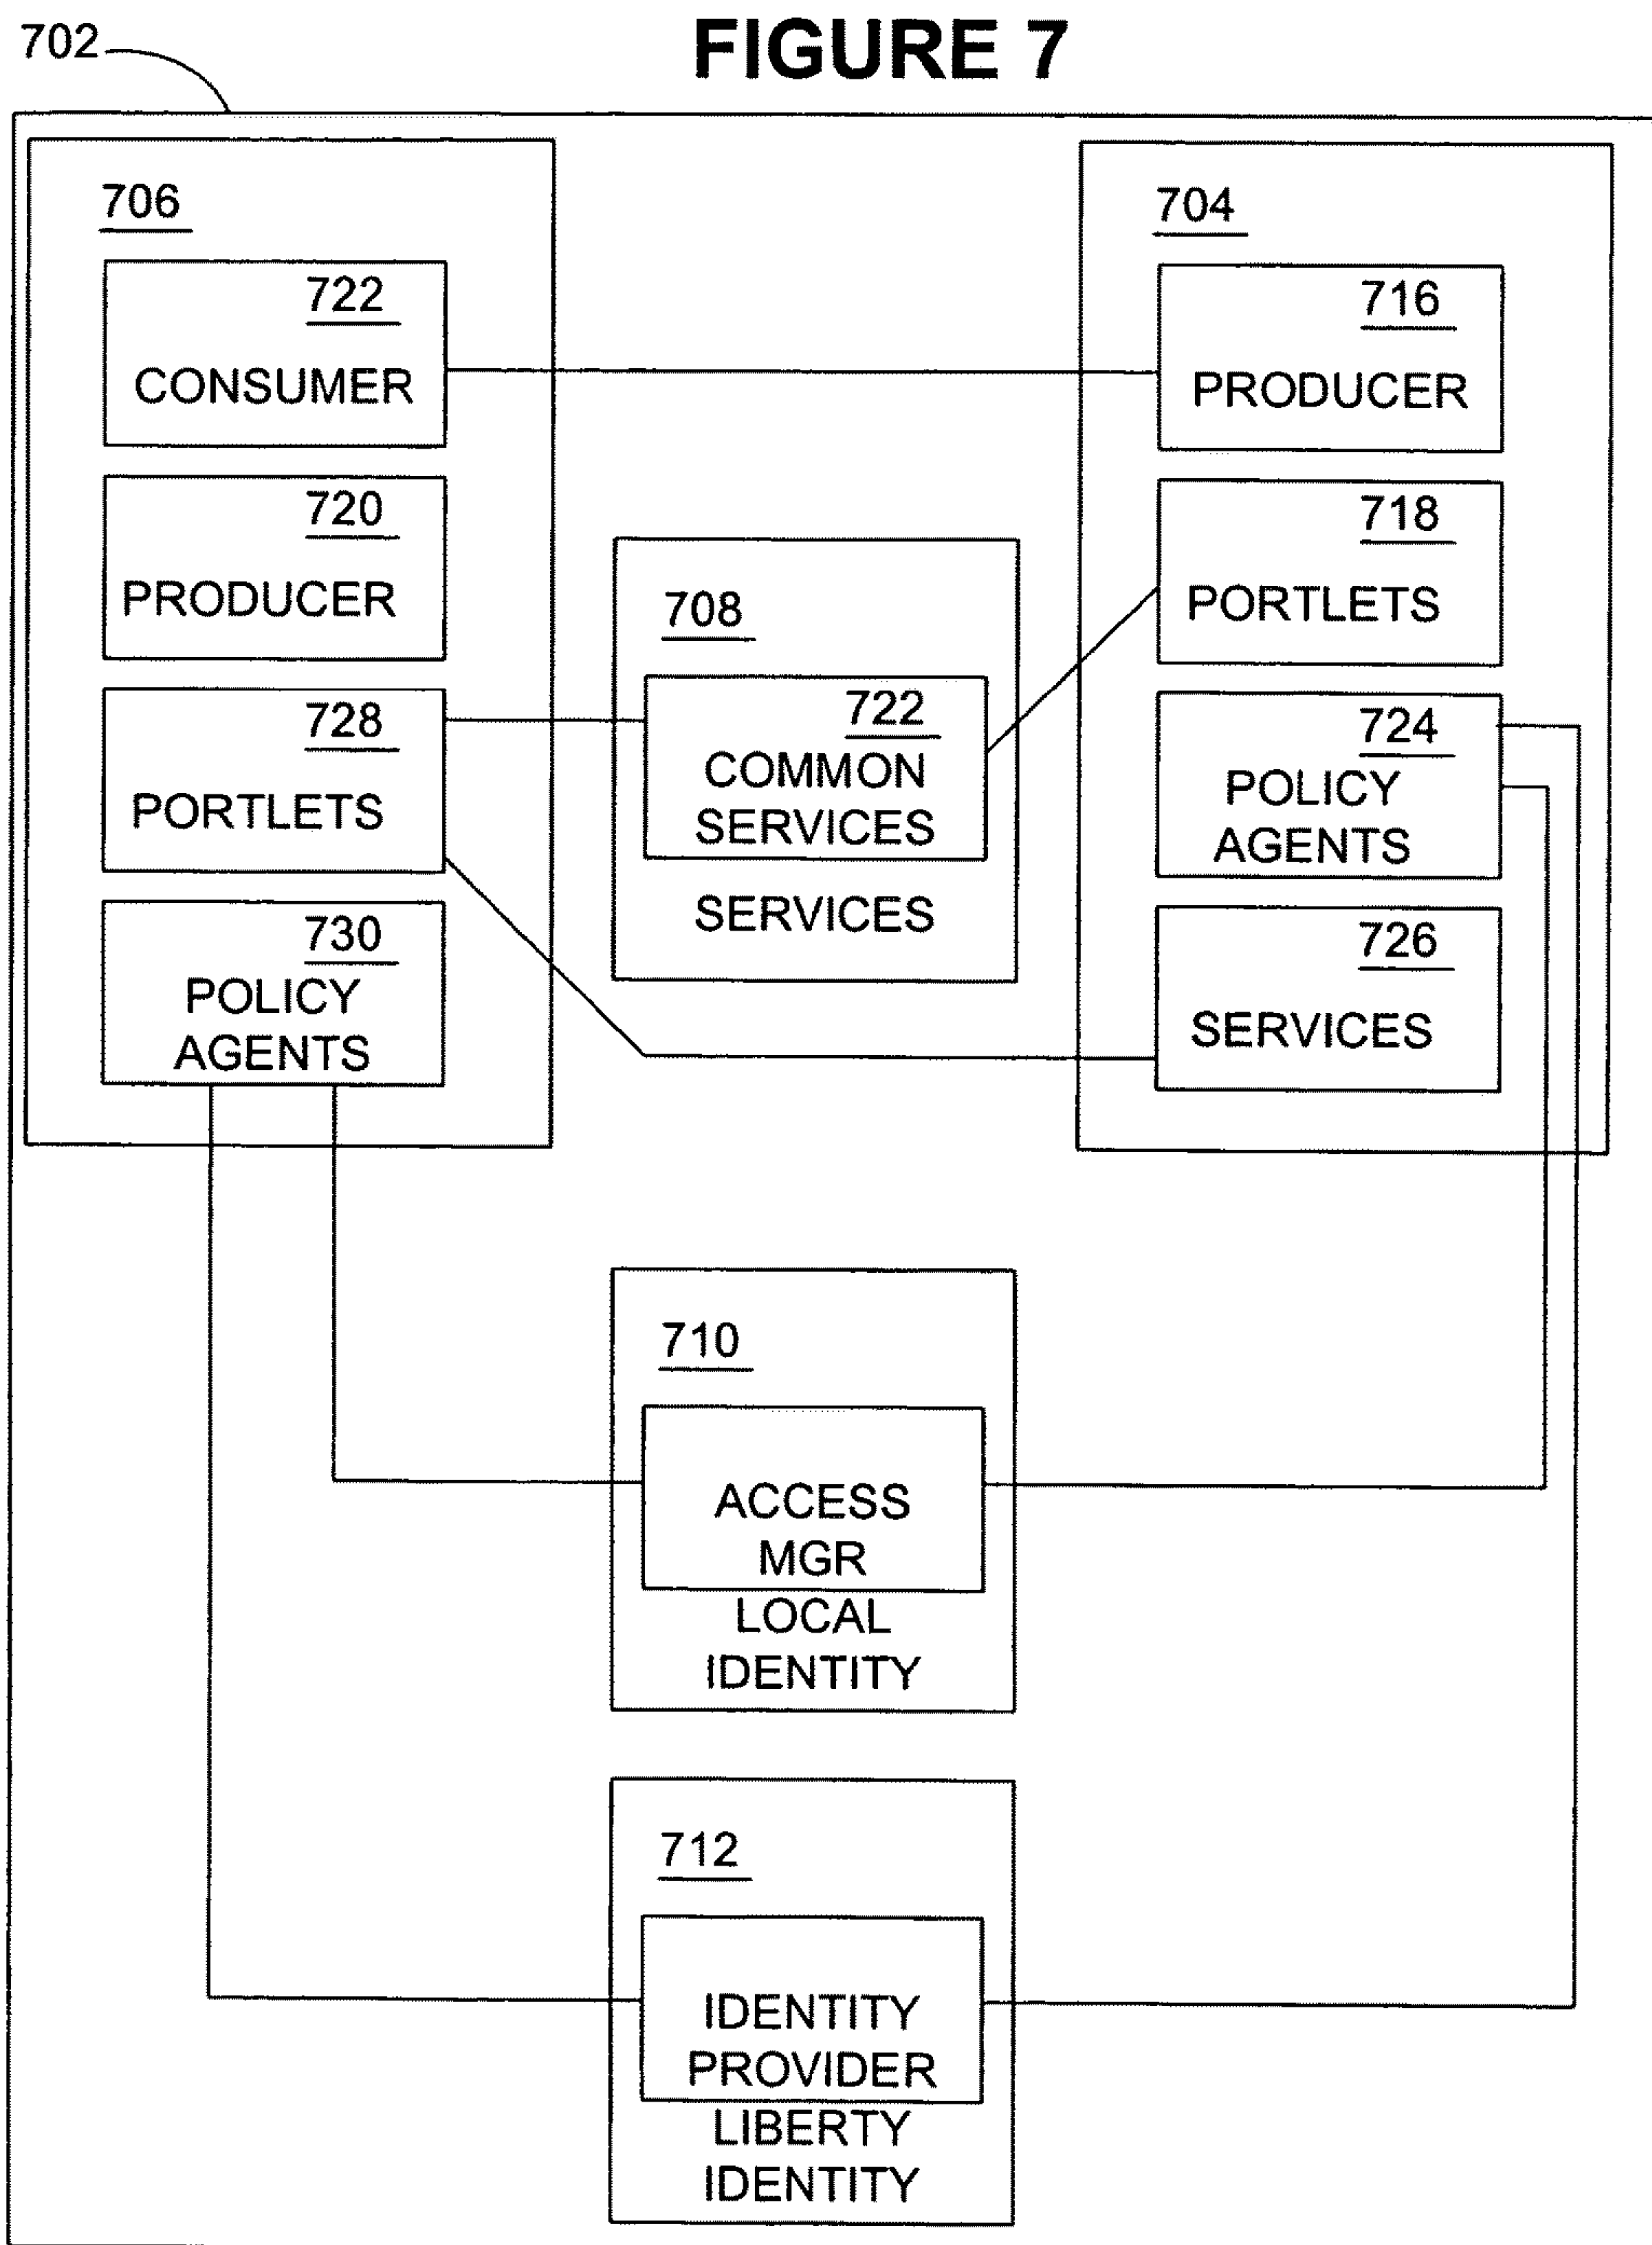 FIGURE 7
702
706
722
CONSUMER
720
PRODUCER
728
PORTLETS
730
POLICY
AGENTS
708
722
COMMON
SERVICES
SERVICES
704
716
PRODUCER
718
PORTLETS
724
POLICY
AGENTS
726
SERVICES
710
ACCESS
MGR
LOCAL
IDENTITY
712
IDENTITY
PROVIDER
LIBERTY
IDENTITY